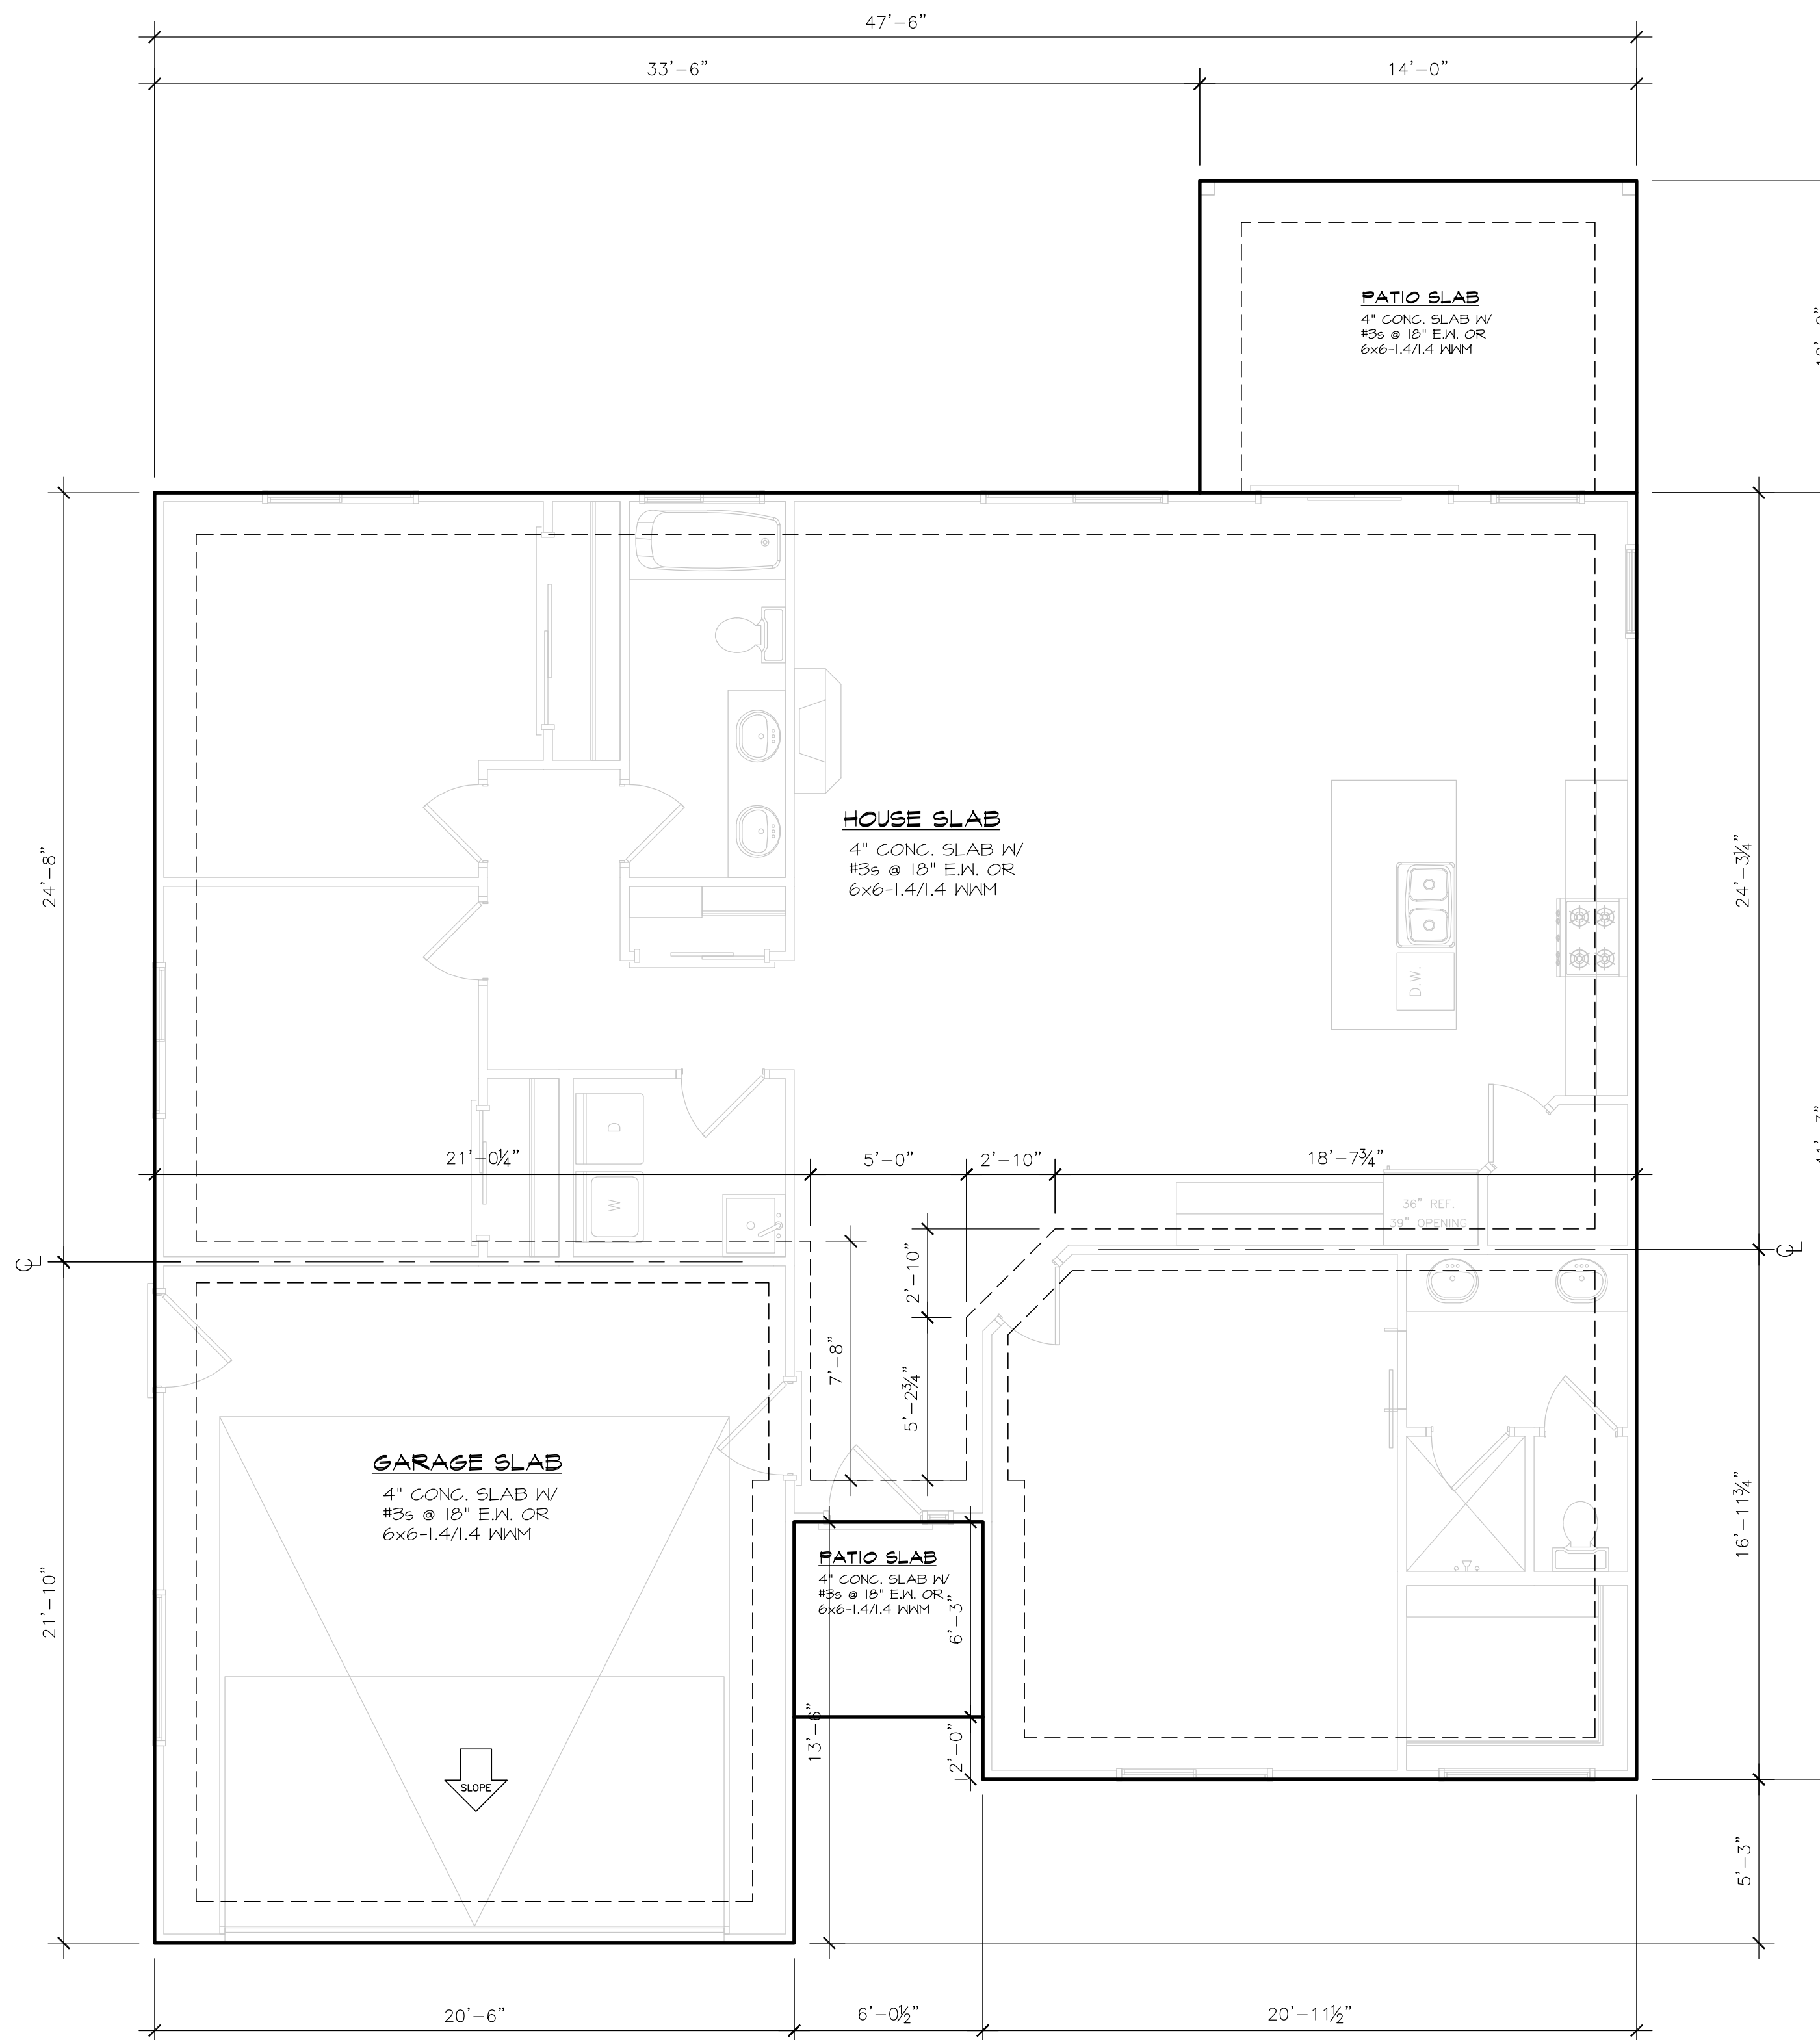 47'-6"
33'-6"
14'-0"
PATIO SLAB
4" CONC. SLAB W/
#3s @ 18" E.W. OR
6x6-1.4/1.4 WWM
HOUSE SLAB
4" CONC. SLAB W/
#3s @ 18" E.W. OR
6x6-1.4/1.4 WWM
24'-8"
24'-3¼"
D.W.
D
W
21'-0¼"
5'-0"
2'-10"
18'-7¾"
36" REF.
39" OPENING
2'-10"
7'-8"
5'-2¾"
GARAGE SLAB
4" CONC. SLAB W/
#3s @ 18" E.W. OR
6x6-1.4/1.4 WWM
PATIO SLAB
4" CONC. SLAB W/
#3s @ 18" E.W. OR
6x6-1.4/1.4 WWM
6'-3"
21'-10"
16'-11¾"
13'-6"
2'-0"
SLOPE
5'-3"
20'-6"
6'-0½"
20'-11½"